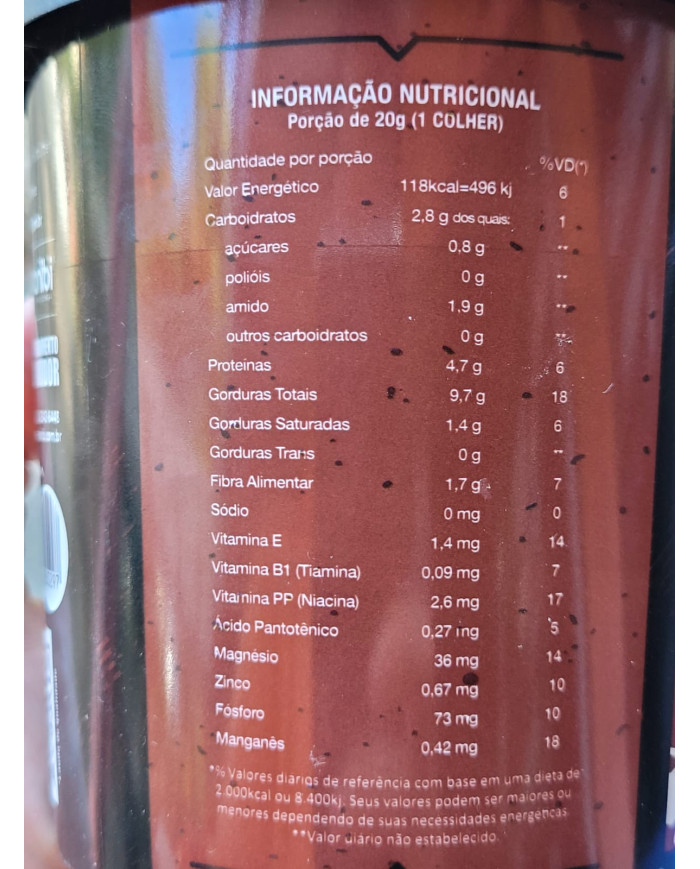 INFORMAÇÃO NUTRICIONAL
Porção de 20g (1 COLHER)
Quantidade por porção %VD(*)
Valor Energético 118kcal=496 kj 6
Carboidratos 2,8 g dos quais: 1
açúcares 0,8 g **
polióis 0 g **
amido 1,9 g **
outros carboidratos 0 g **
Proteínas 4,7 g 6
Gorduras Totais 9,7 g 18
Gorduras Saturadas 1,4 g 6
Gorduras Trans 0 g **
Fibra Alimentar 1,7 g 7
Sódio 0 mg 0
Vitamina E 1,4 mg 14
Vitamina B1 (Tiamina) 0,09 mg 7
Vitamina PP (Niacina) 2,6 mg 17
Ácido Pantotênico 0,27 mg 5
Magnésio 36 mg 14
Zinco 0,67 mg 10
Fósforo 73 mg 10
Manganês 0,42 mg 18
*% Valores diários de referência com base em uma dieta de
2.000kcal ou 8.400kj. Seus valores podem ser maiores ou
menores dependendo de suas necessidades energéticas.
**Valor diário não estabelecido.